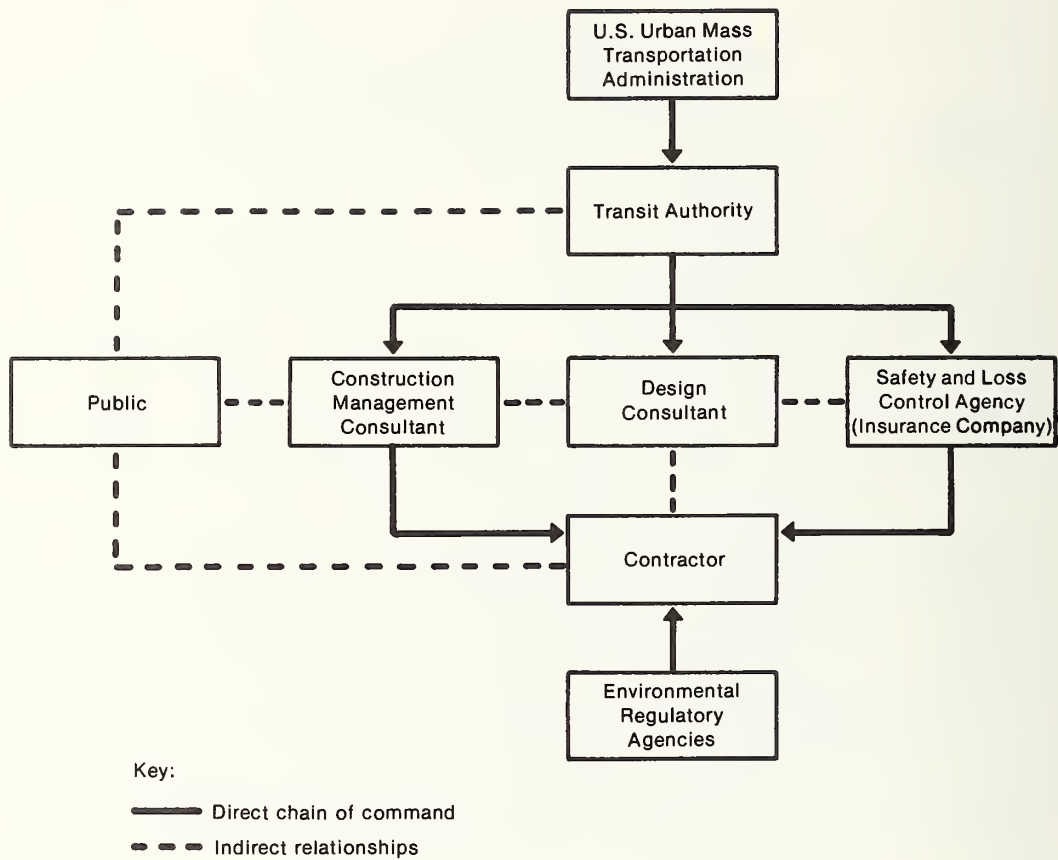 U.S. Urban Mass
Transportation
Administration
Transit Authority
Public
Construction
Management
Consultant
Design
Consultant
Safety and Loss
Control Agency
(Insurance Company)
Contractor
Environmental
Regulatory
Agencies
Key:
Direct chain of command
Indirect relationships